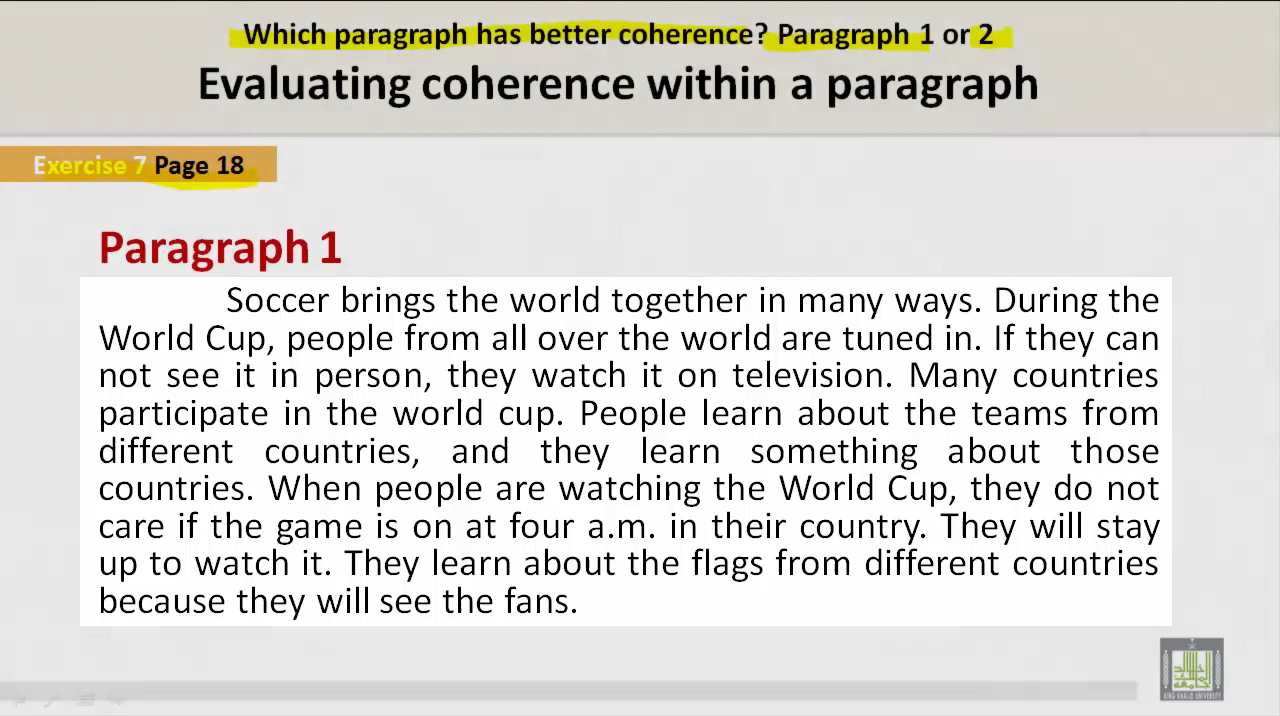 Which paragraph has better coherence? Paragraph 1 or 2
Evaluating coherence within a paragraph
Exercise 7 Page 18
Paragraph 1
Soccer brings the world together in many ways. During the
World Cup, people from all over the world are tuned in. If they can
not see it in person, they watch it on television. Many countries
participate in the world cup. People learn about the teams from
different countries, and they learn something about those
countries. When people are watching the World Cup, they do not
care if the game is on at four a.m. in their country. They will stay
up to watch it. They learn about the flags from different countries
because they will see the fans.
KING KHALID UNIVERSITY